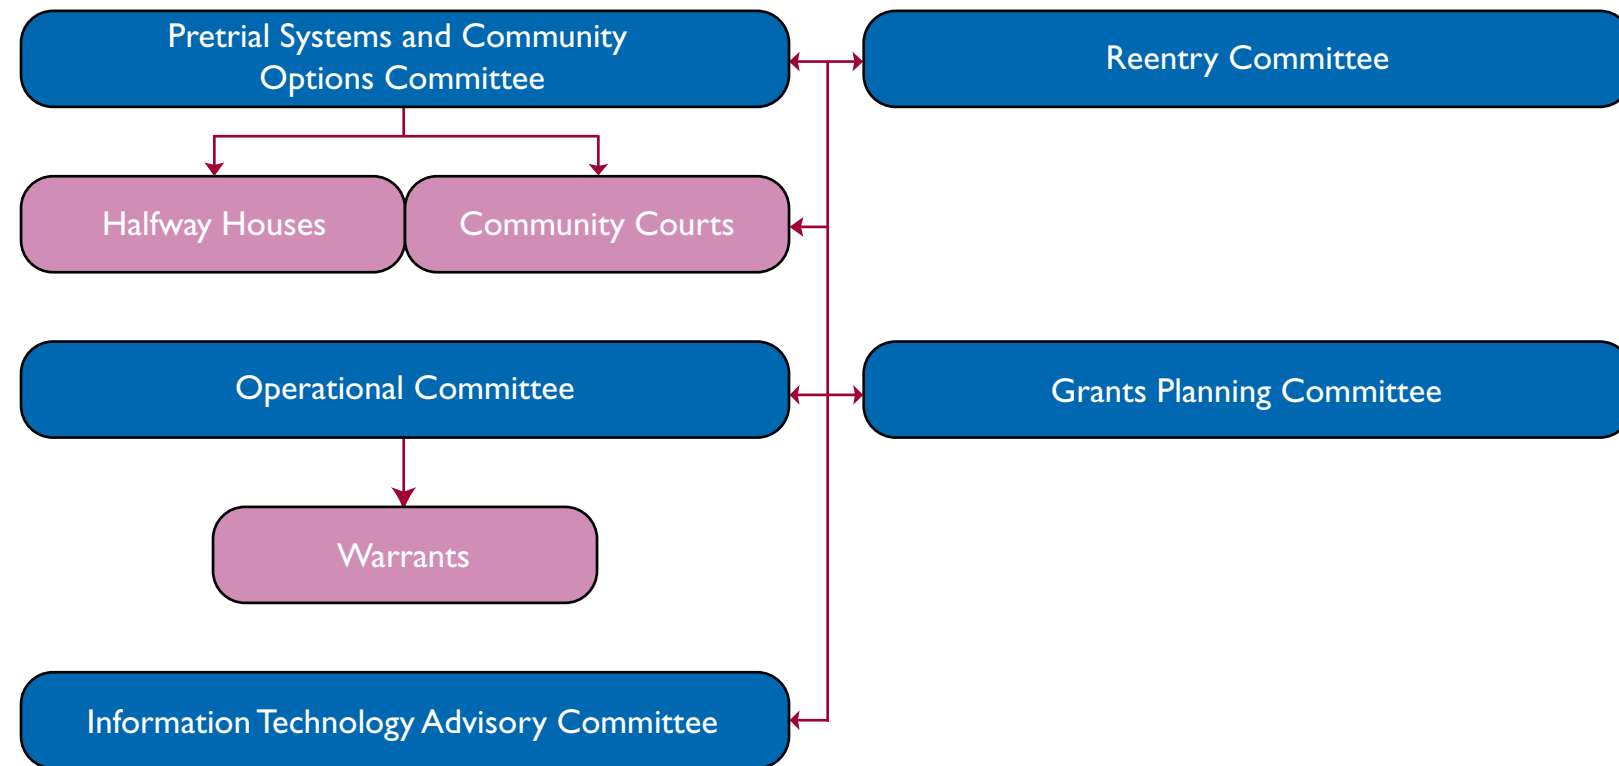 Pretrial Systems and Community
Options Committee
Reentry Committee
Halfway Houses
Community Courts
Operational Committee
Grants Planning Committee
Warrants
Information Technology Advisory Committee